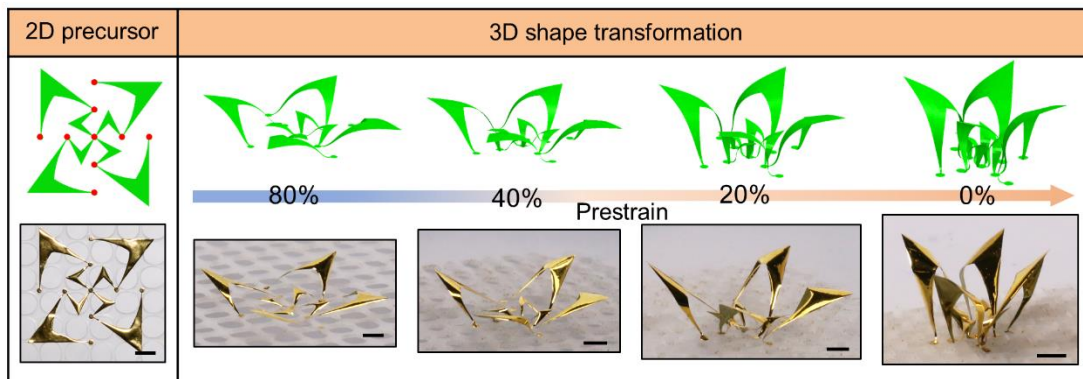 2D precursor
3D shape transformation
80%
40%
20%
0%
Prestrain